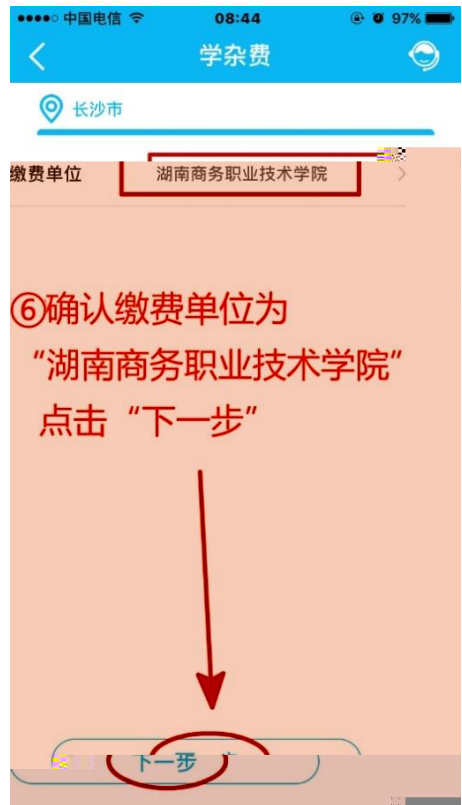 中国电信 08:44 97%
学杂费
长沙市
缴费单位 湖南商务职业技术学院
⑥确认缴费单位为
“湖南商务职业技术学院”
点击“下一步”
下一步